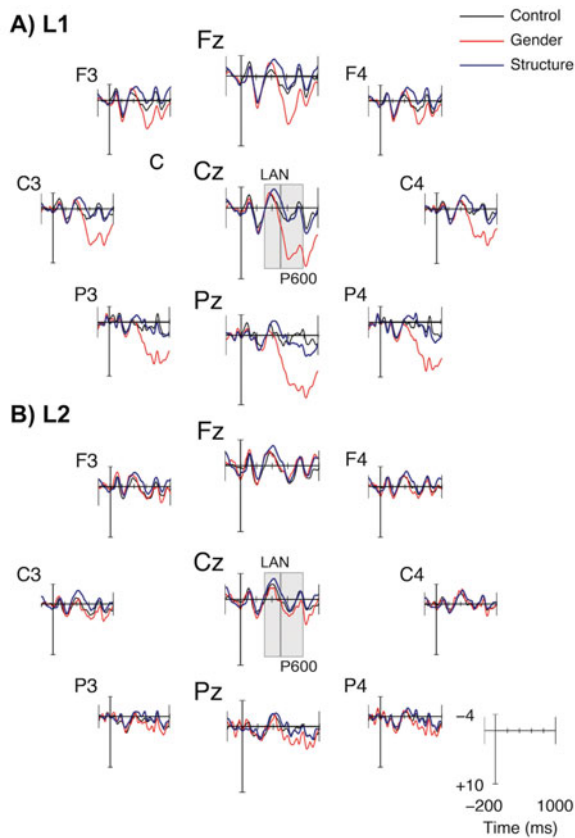 A) L1
Control
Gender
Structure
Fz
F3
F4
C
LAN
C3
Cz
C4
P600
P3
Pz
P4
B) L2
Fz
F3
F4
LAN
C3
Cz
C4
P600
P3
Pz
P4
−4
+10
−200 1000
Time (ms)